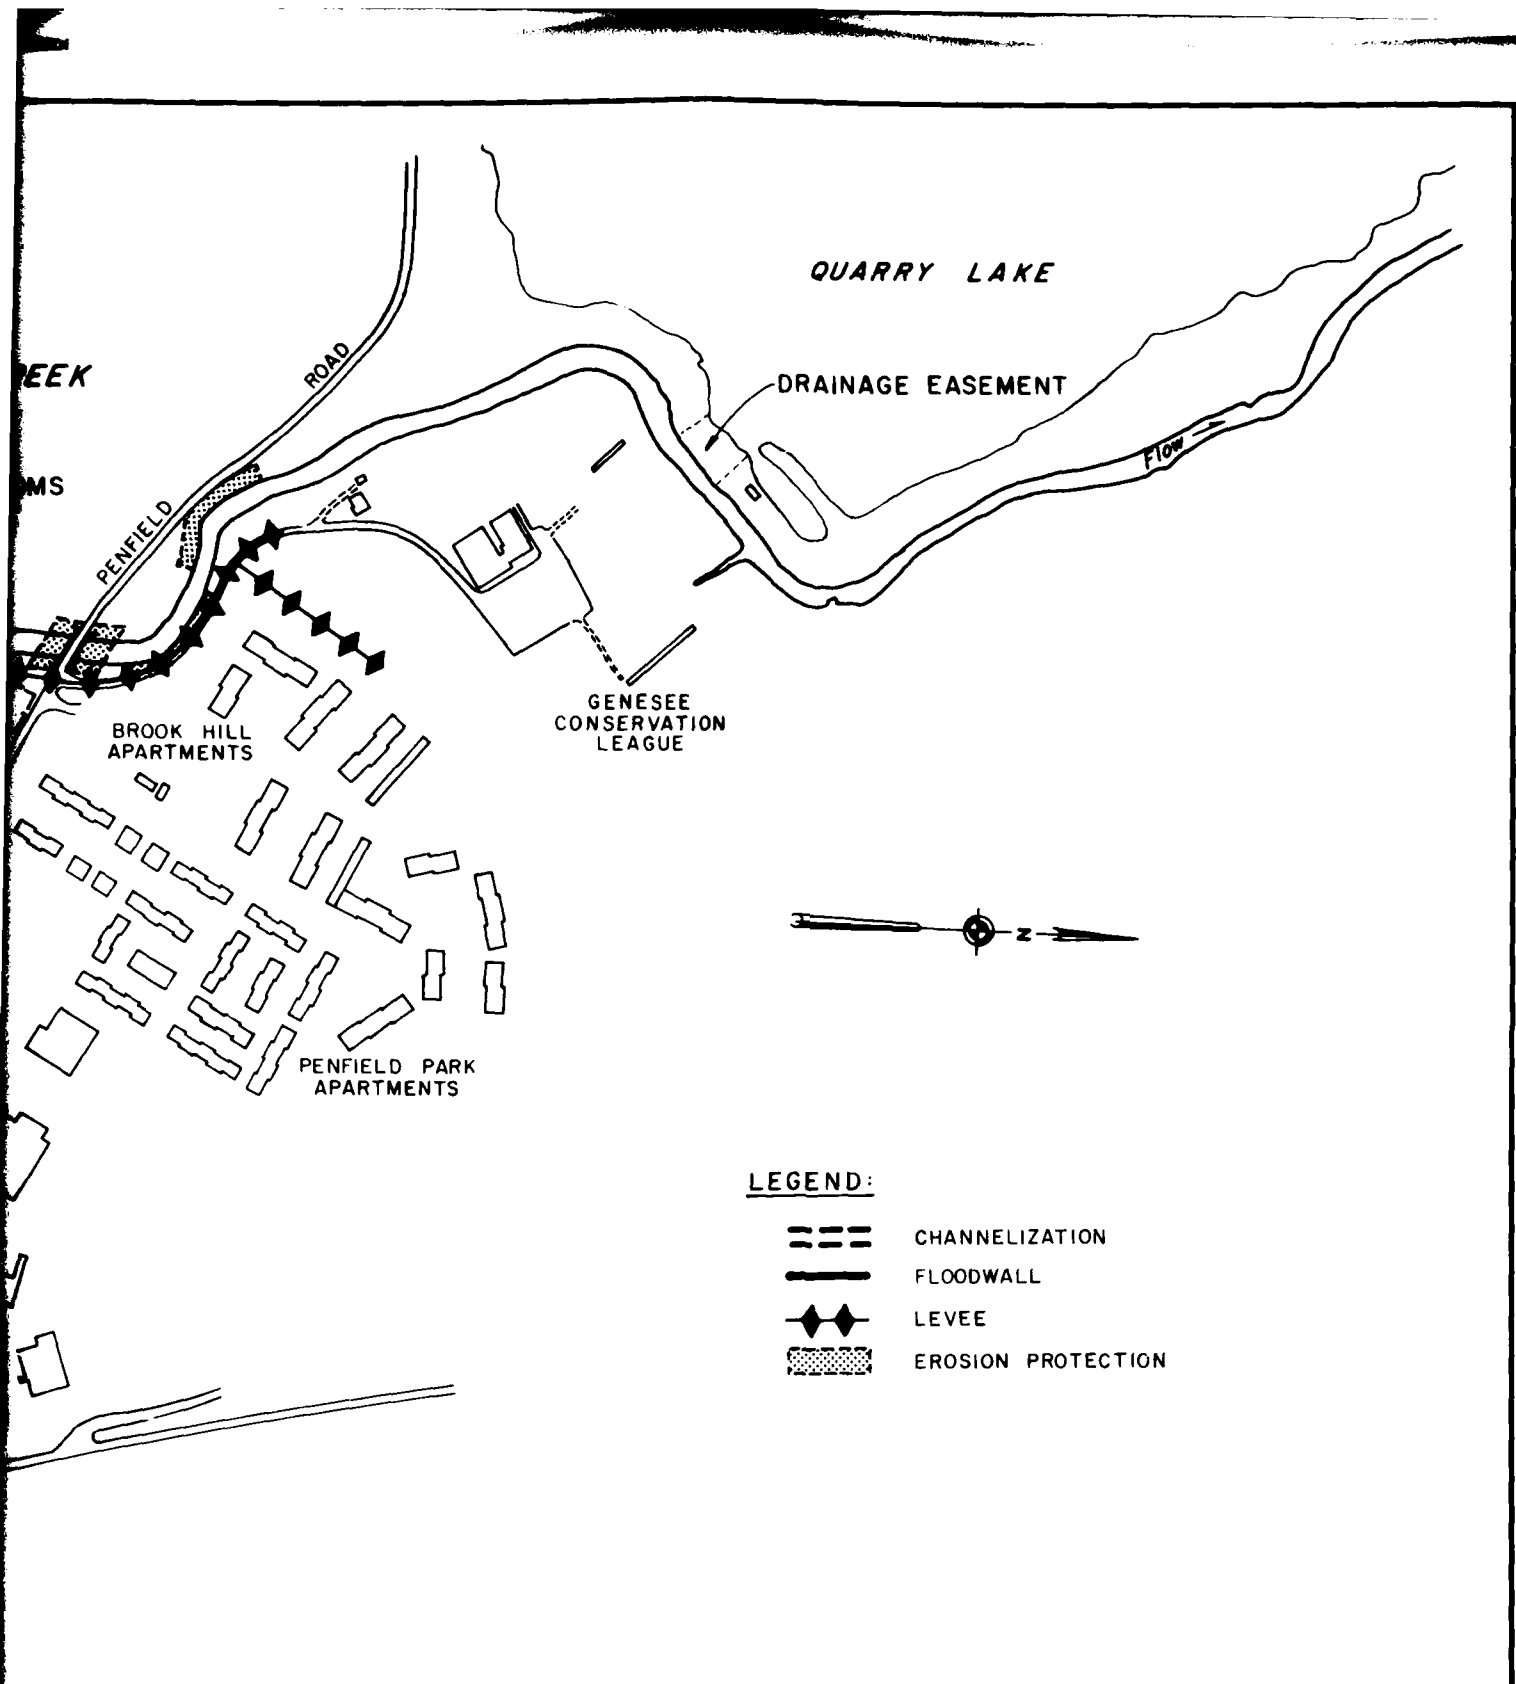 QUARRY LAKE
ROAD
EEK
DRAINAGE EASEMENT
Flow
MS
PENFIELD
GENESEE
CONSERVATION
LEAGUE
BROOK HILL
APARTMENTS
N
PENFIELD PARK
APARTMENTS
LEGEND:
CHANNELIZATION
FLOODWALL
LEVEE
EROSION PROTECTION